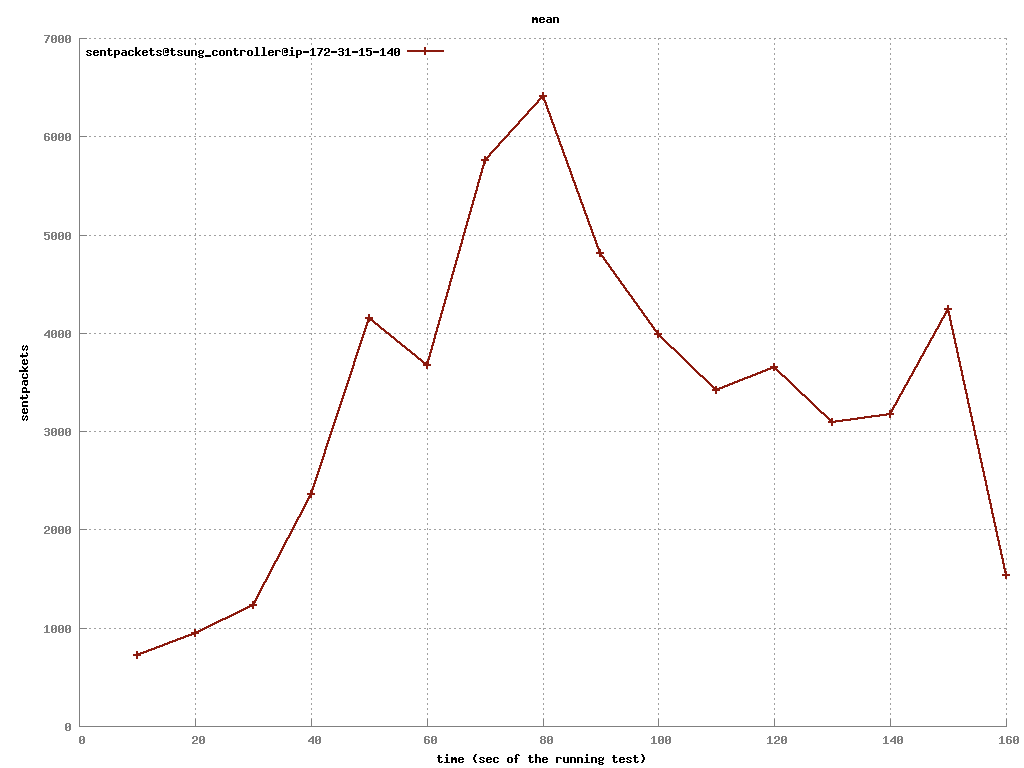 mean
7000
sentpackets@tsung_controller@ip-172-31-15-140
6000
5000
4000
sentpackets
3000
2000
1000
0
0 20 40 60 80 100 120 140 160
time (sec of the running test)